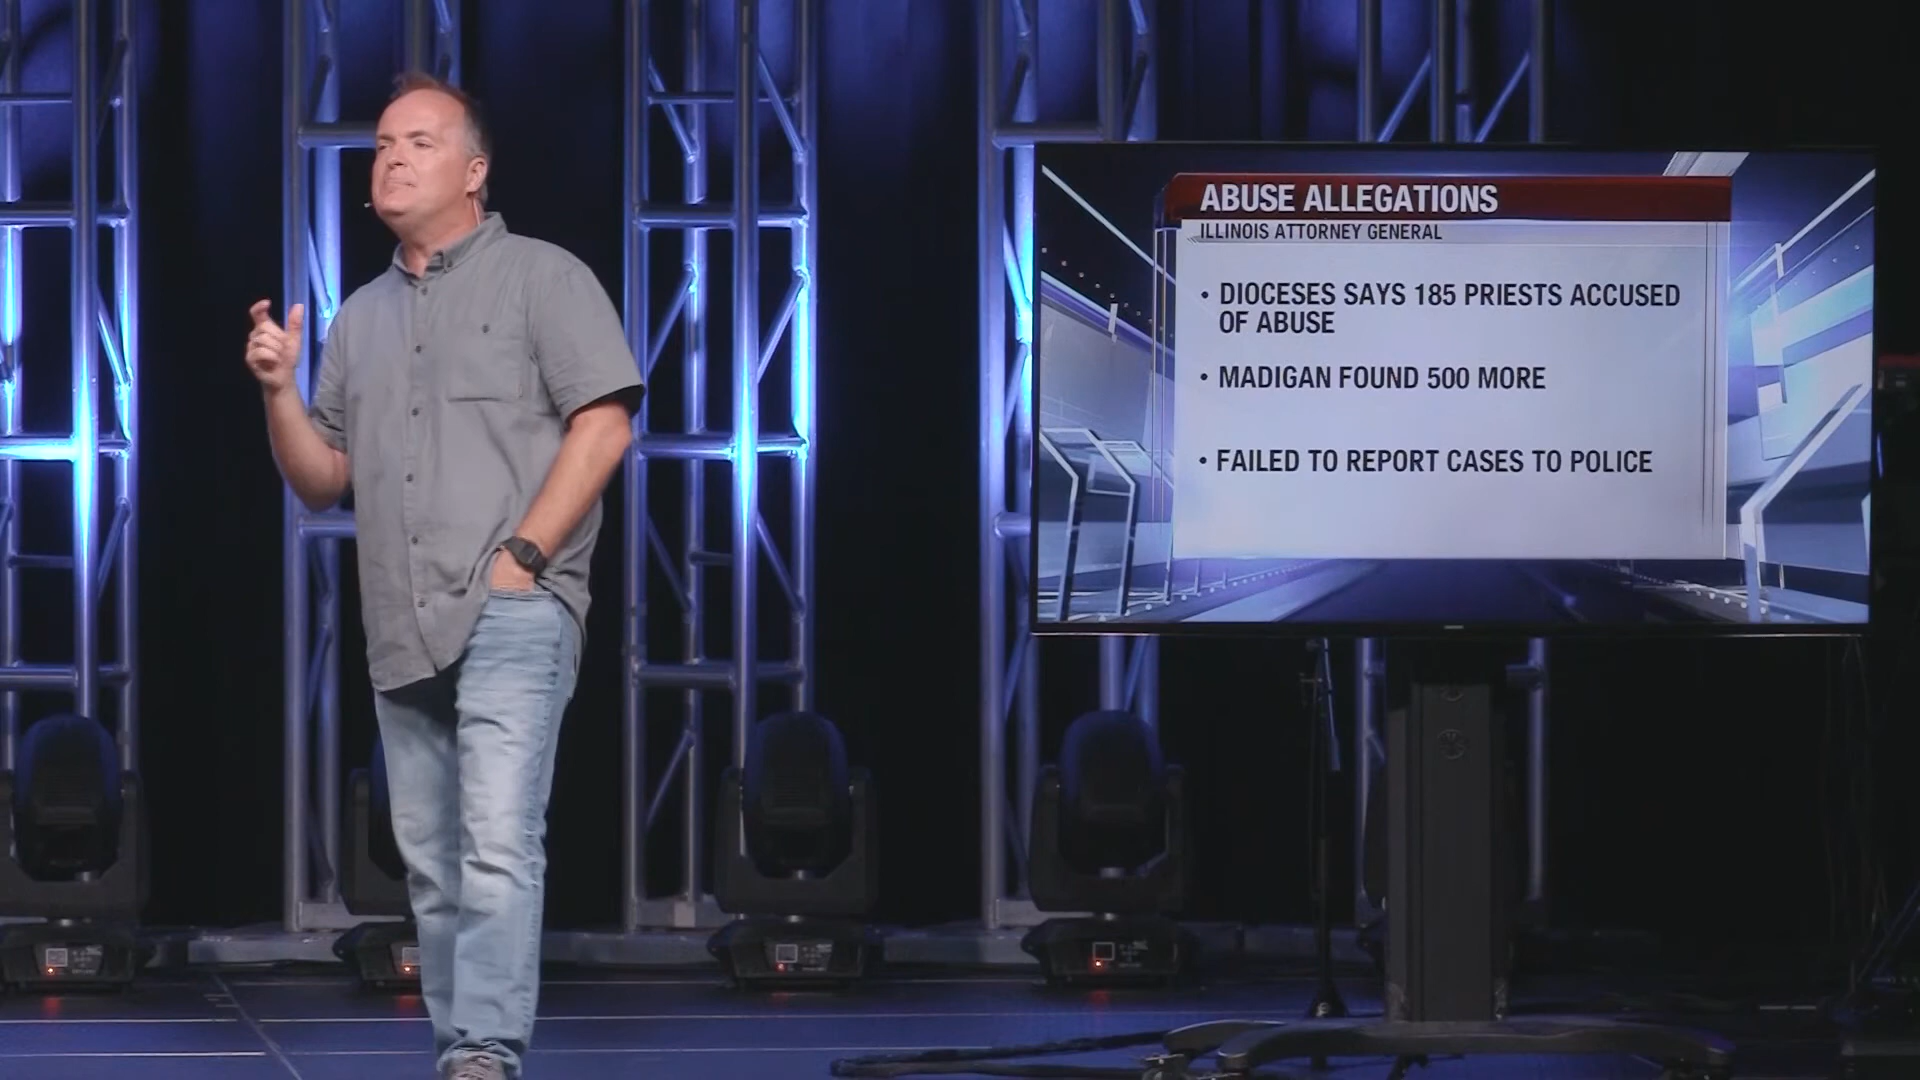 ABUSE ALLEGATIONS
ILLINOIS ATTORNEY GENERAL
• DIOCESES SAYS 185 PRIESTS ACCUSED
OF ABUSE
• MADIGAN FOUND 500 MORE
• FAILED TO REPORT CASES TO POLICE